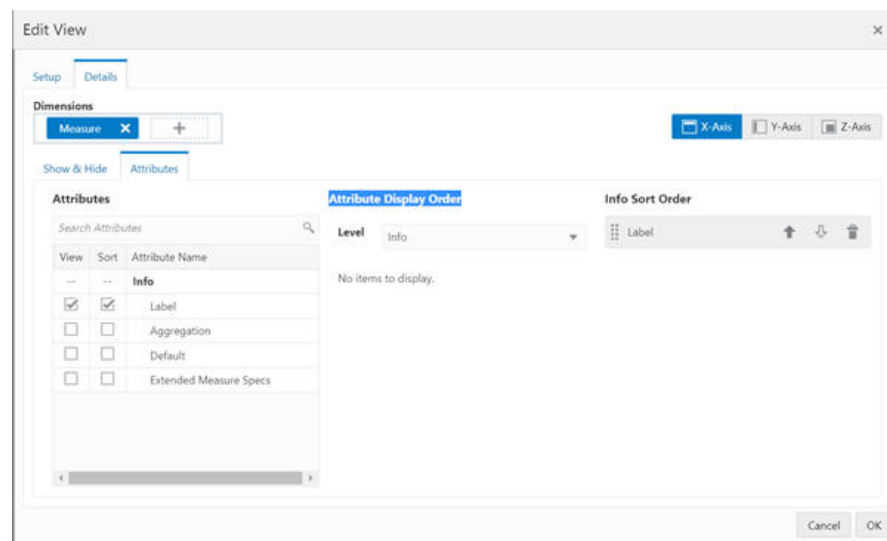 Edit View
Setup Details
Dimensions
Measure
X-Axis Y-Axis Z-Axis
Show & Hide Attributes
Attributes
Search Attributes
View Sort Attribute Name
-- -- Info
Label
Aggregation
Default
Extended Measure Specs
Attribute Display Order
Level Info
No items to display.
Info Sort Order
Label
Cancel OK